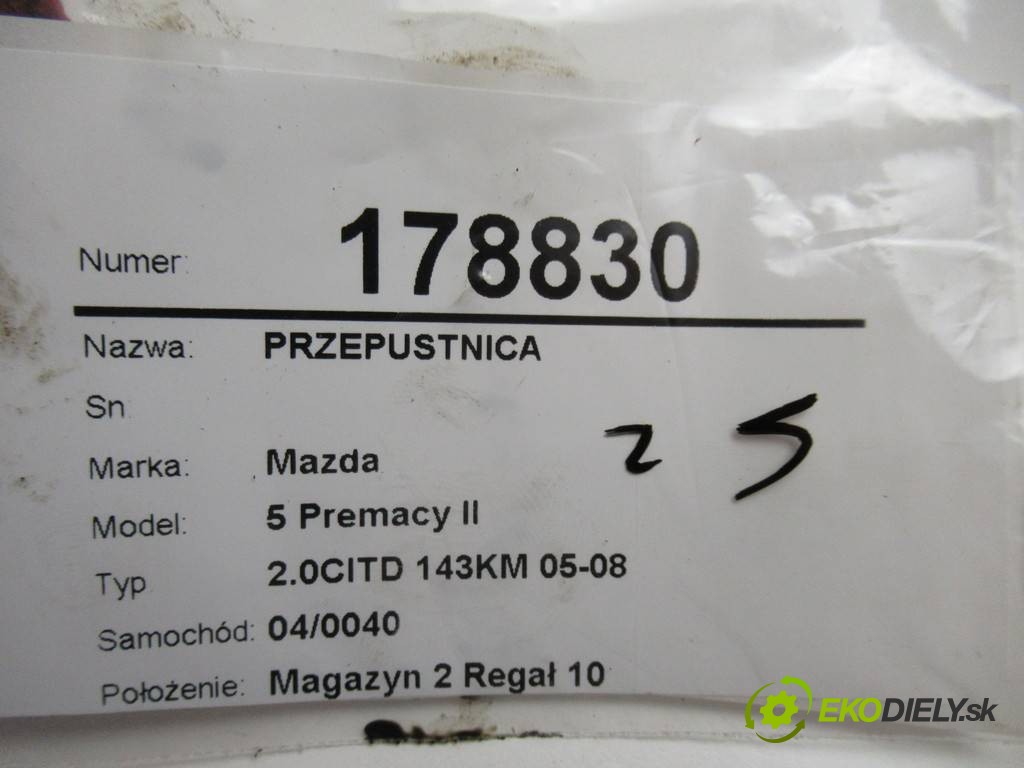 Numer: 178830
Nazwa: PRZEPUSTNICA
Sn
Marka: Mazda
2 5
Model: 5 Premacy II
Typ 2.0CITD 143KM 05-08
Samochód: 04/0040
Położenie: Magazyn 2 Regał 10
EKODIELY.sk